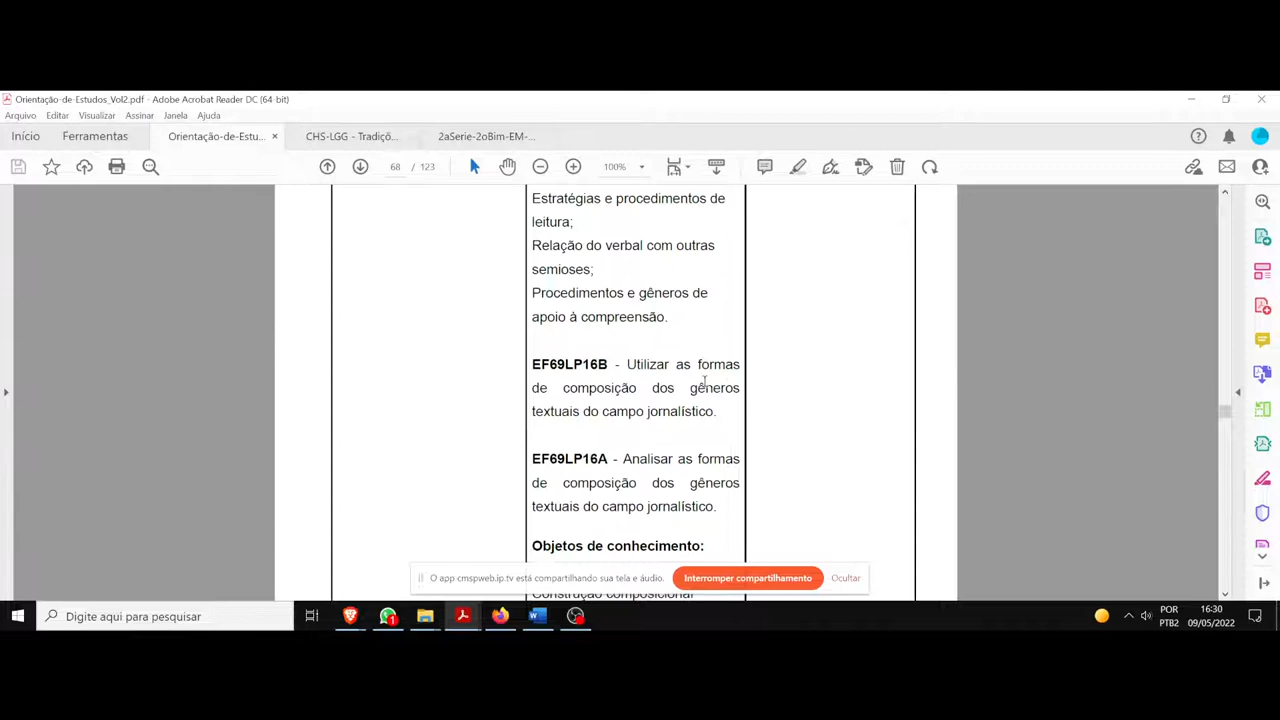 Orientação-de-Estudos_Vol2.pdf - Adobe Acrobat Reader DC (64-bit)
Arquivo Editar Visualizar Assinar Janela Ajuda
Início Ferramentas Orientação-de-Estu... × CHS-LGG - Tradiçõ... 2aSerie-2oBim-EM-...
68 / 123 100%
Estratégias e procedimentos de
leitura;
Relação do verbal com outras
semioses;
Procedimentos e gêneros de
apoio à compreensão.
EF69LP16B - Utilizar as formas
de composição dos gêneros
textuais do campo jornalístico.
EF69LP16A - Analisar as formas
de composição dos gêneros
textuais do campo jornalístico.
Objetos de conhecimento:
O app cmspweb.ip.tv está compartilhando sua tela e áudio. Interromper compartilhamento Ocultar
Construção composicional
Digite aqui para pesquisar
POR 16:30
PTB2 09/05/2022